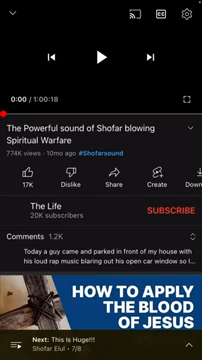 CC
0:00 / 1:00:18
The Powerful sound of Shofar blowing
Spiritual Warfare
774K views · 10mo ago #Shofarsound
17K
Dislike
Share
Create
Down
The Life
20K subscribers
SUBSCRIBE
Comments 1.2K
Today a guy came and parked in front of my house with
his loud rap music blaring out his open car window so I ...
HOW TO APPLY
THE BLOOD
OF JESUS
Next: This Is Huge!!!
Shofar Elul • 7/8